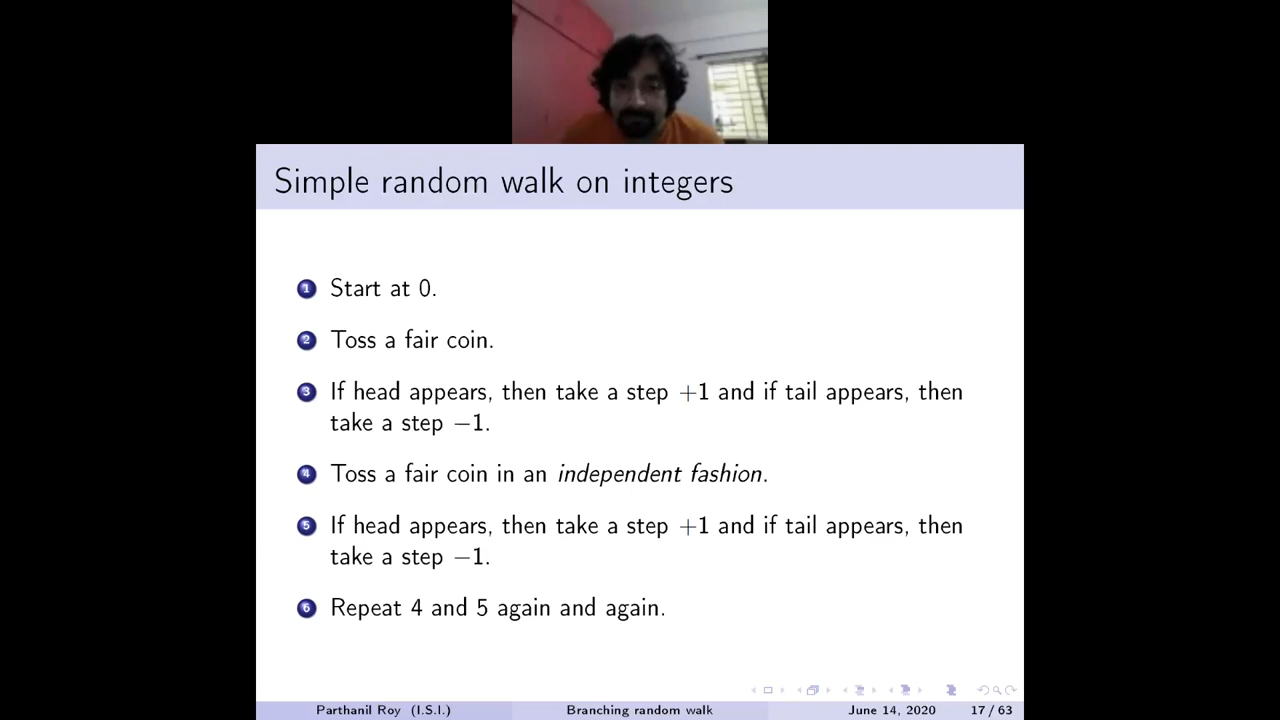 Simple random walk on integers
1 Start at 0.
2 Toss a fair coin.
3 If head appears, then take a step +1 and if tail appears, then
take a step −1.
4 Toss a fair coin in an independent fashion.
5 If head appears, then take a step +1 and if tail appears, then
take a step −1.
6 Repeat 4 and 5 again and again.
Parthanil Roy (I.S.I.) Branching random walk June 14, 2020 17 / 63